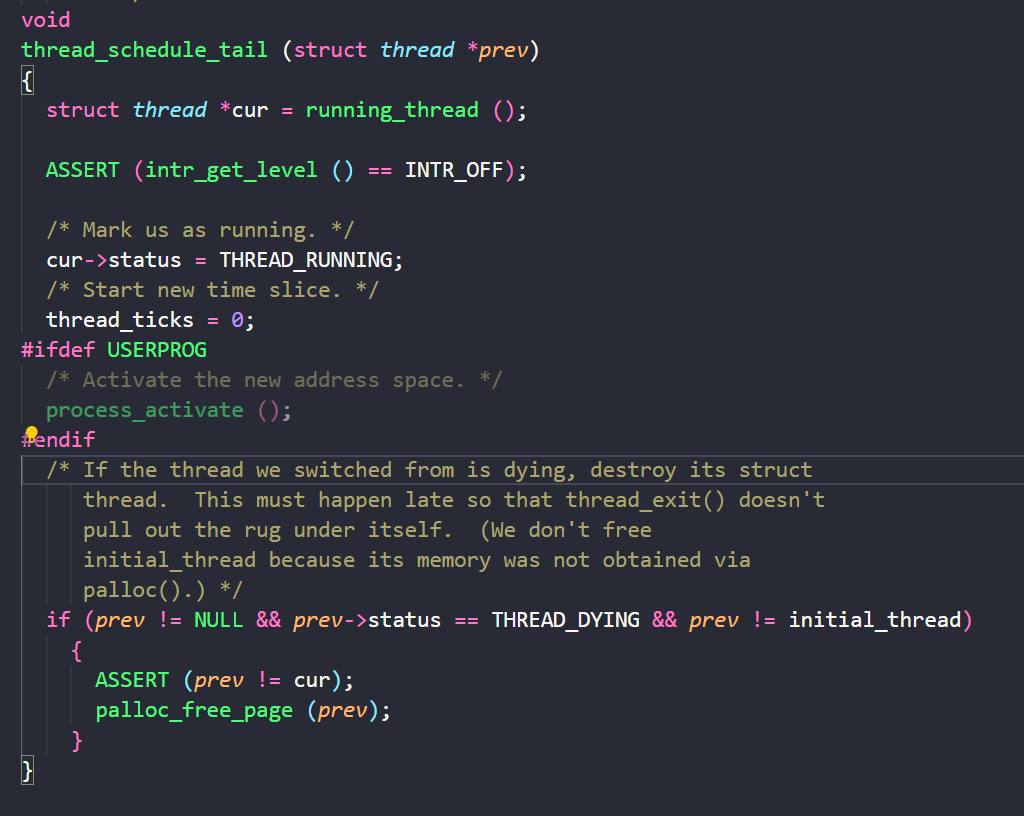 void
thread_schedule_tail (struct thread *prev)
{
  struct thread *cur = running_thread ();

  ASSERT (intr_get_level () == INTR_OFF);

  /* Mark us as running. */
  cur->status = THREAD_RUNNING;
  /* Start new time slice. */
  thread_ticks = 0;
#ifdef USERPROG
  /* Activate the new address space. */
  process_activate ();
#endif
  /* If the thread we switched from is dying, destroy its struct
     thread.  This must happen late so that thread_exit() doesn't
     pull out the rug under itself.  (We don't free
     initial_thread because its memory was not obtained via
     palloc().) */
  if (prev != NULL && prev->status == THREAD_DYING && prev != initial_thread)
    {
      ASSERT (prev != cur);
      palloc_free_page (prev);
    }
}